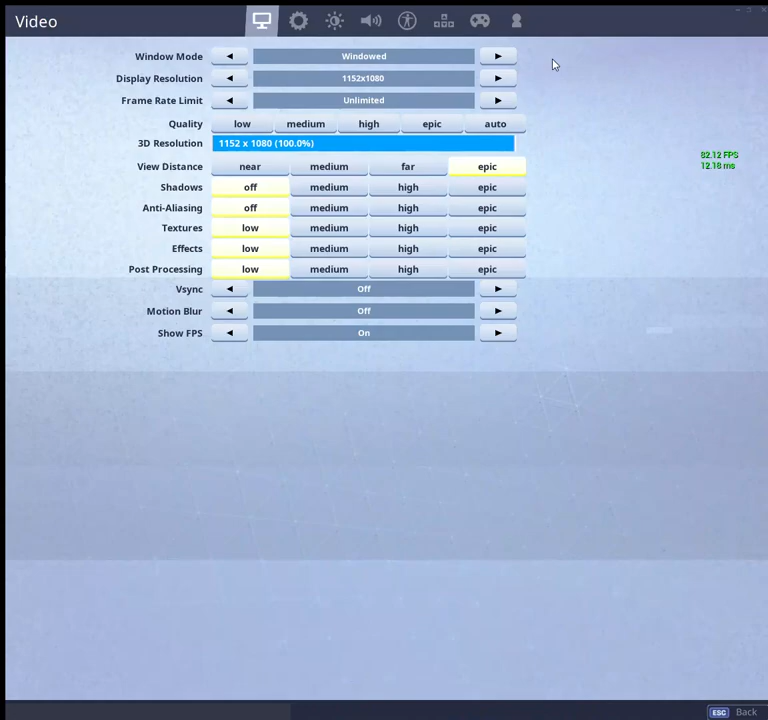 Video
Window Mode ◀ Windowed ▶
Display Resolution ◀ 1152x1080 ▶
Frame Rate Limit ◀ Unlimited ▶
Quality low medium high epic auto
3D Resolution 1152 x 1080 (100.0%)
82.12 FPS
12.18 ms
View Distance near medium far epic
Shadows off medium high epic
Anti-Aliasing off medium high epic
Textures low medium high epic
Effects low medium high epic
Post Processing low medium high epic
Vsync ◀ Off ▶
Motion Blur ◀ Off ▶
Show FPS ◀ On ▶
ESC Back